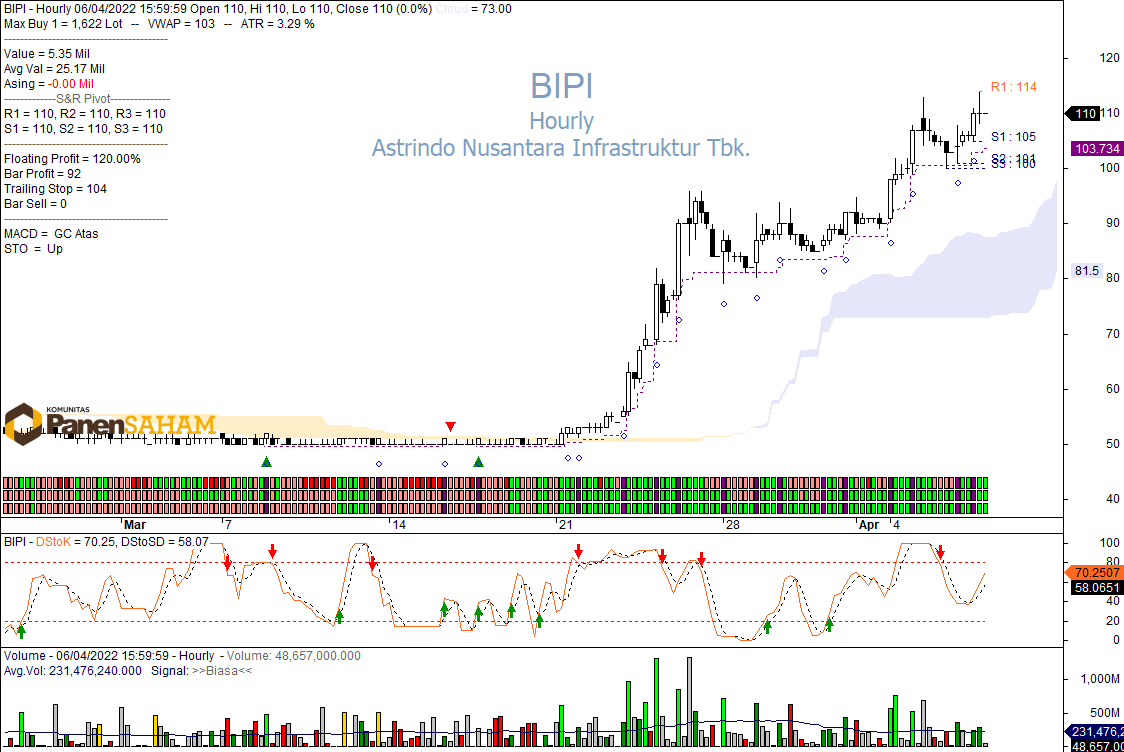 BIPI - Hourly 06/04/2022 15:59:59 Open 110, Hi 110, Lo 110, Close 110 (0.0%) Cloud = 73.00
Max Buy 1 = 1,622 Lot -- VWAP = 103 -- ATR = 3.29 %
Value = 5.35 Mil
Avg Val = 25.17 Mil
Asing = -0.00 Mil
-------------S&R Pivot---------------
R1 = 110, R2 = 110, R3 = 110
S1 = 110, S2 = 110, S3 = 110
Floating Profit = 120.00%
Bar Profit = 92
Trailing Stop = 104
Bar Sell = 0
MACD = GC Atas
STO = Up
BIPI
Hourly
Astrindo Nusantara Infrastruktur Tbk.
R1 : 114
S1 : 105
S2 : 101
S3 : 100
120
110
110
103.734
100
90
81.5
80
70
60
50
40
KOMUNITAS
PanenSAHAM
Mar
7
14
21
28
Apr
4
BIPI - DStoK = 70.25, DStoSD = 58.07
100
80
70.2507
58.0651
40
20
0
Volume - 06/04/2022 15:59:59 - Hourly - Volume: 48,657,000.000
Avg.Vol: 231,476,240.000 Signal: >>Biasa<<
1,000M
500M
231,476,2
48,657,00